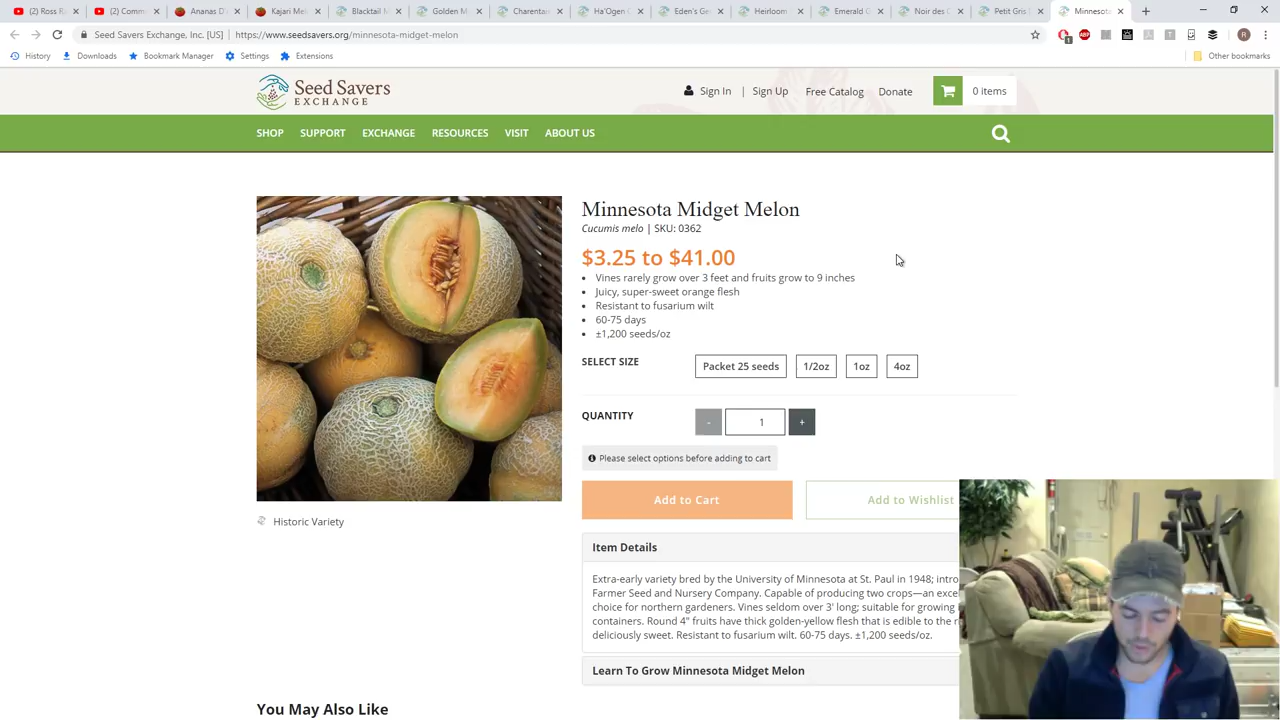 (2) Ross R
(2) Comm
Ananas D'
Kajari Me
Blacktail M
Golden M
Charenta
Ha'Ogen C
Eden's Ge
Heirloom
Emerald G
Noir des C
Petit Gris D
Minnesota
Seed Savers Exchange, Inc. [US] | https://www.seedsavers.org/minnesota-midget-melon
History
Downloads
Bookmark Manager
Settings
Extensions
Other bookmarks
Seed Savers
EXCHANGE
Sign In | Sign Up Free Catalog Donate 0 items
SHOP SUPPORT EXCHANGE RESOURCES VISIT ABOUT US
Minnesota Midget Melon
Cucumis melo | SKU: 0362
$3.25 to $41.00
• Vines rarely grow over 3 feet and fruits grow to 9 inches
• Juicy, super-sweet orange flesh
• Resistant to fusarium wilt
• 60-75 days
• ±1,200 seeds/oz
SELECT SIZE Packet 25 seeds 1/2oz 1oz 4oz
QUANTITY - 1 +
Please select options before adding to cart
Add to Cart Add to Wishlist
Historic Variety
Item Details
Extra-early variety bred by the University of Minnesota at St. Paul in 1948; intro
Farmer Seed and Nursery Company. Capable of producing two crops—an exce
choice for northern gardeners. Vines seldom over 3' long; suitable for growing
containers. Round 4" fruits have thick golden-yellow flesh that is edible to the r
deliciously sweet. Resistant to fusarium wilt. 60-75 days. ±1,200 seeds/oz.
Learn To Grow Minnesota Midget Melon
You May Also Like